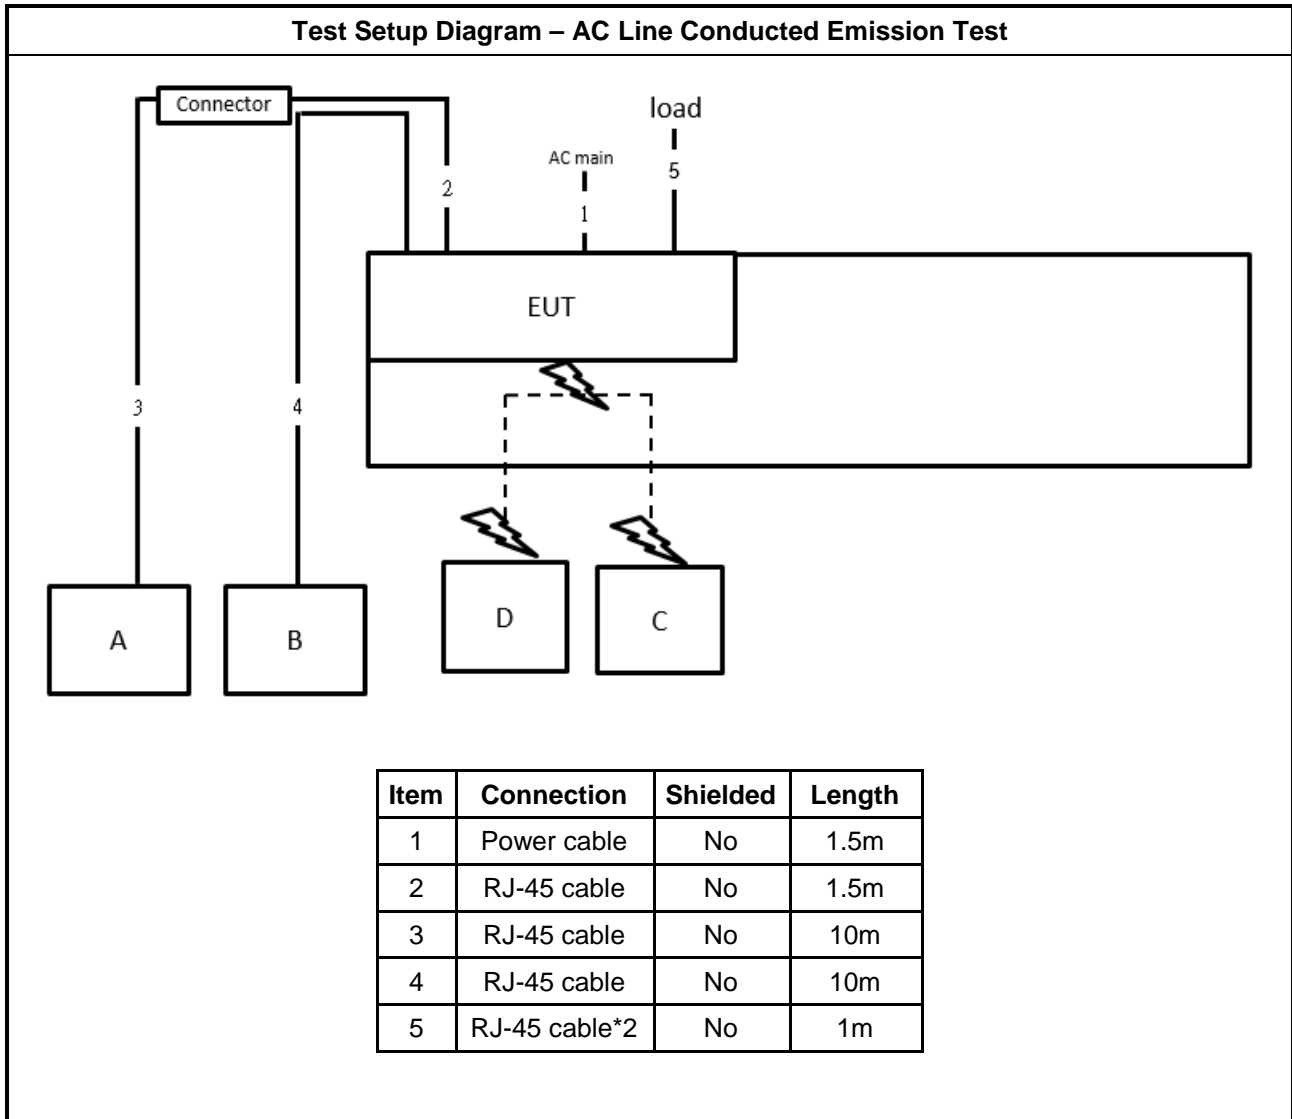 Test Setup Diagram – AC Line Conducted Emission Test
Connector
load
AC main
5
2
1
EUT
3
4
A
B
D
C
Item Connection Shielded Length
1 Power cable No 1.5m
2 RJ-45 cable No 1.5m
3 RJ-45 cable No 10m
4 RJ-45 cable No 10m
5 RJ-45 cable*2 No 1m